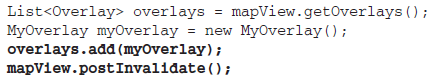 List<Overlay> overlays = mapView.getOverlays();
MyOverlay myOverlay = new MyOverlay();
overlays.add(myOverlay);
mapView.postInvalidate();